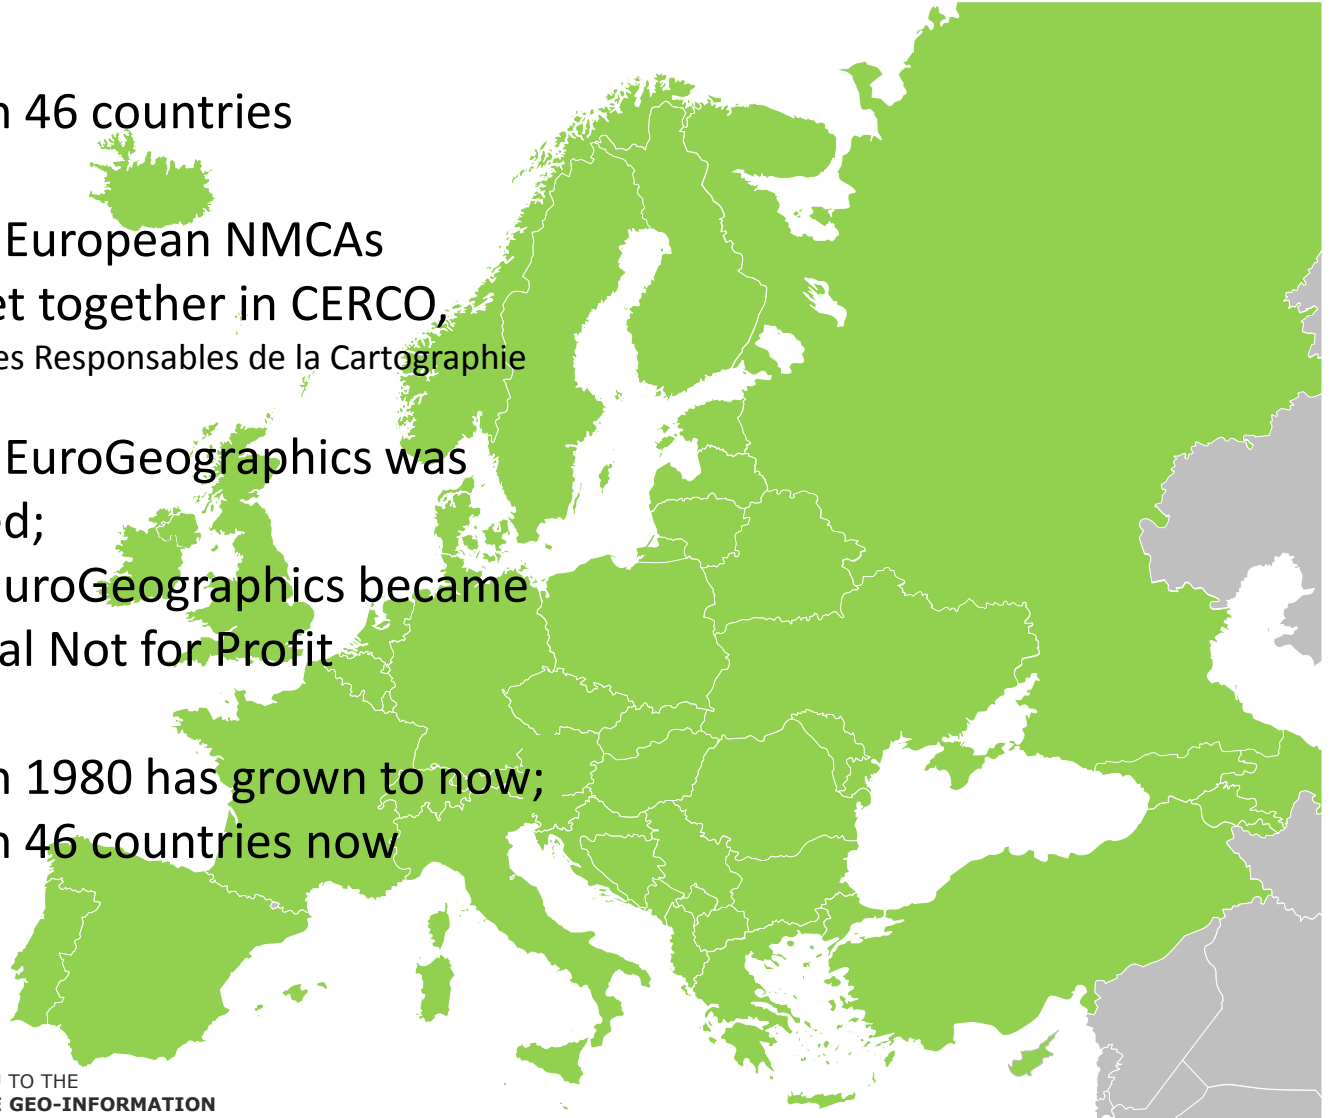 n 46 countries
European NMCAs
et together in CERCO,
es Responsables de la Cartographie
EuroGeographics was
ed;
uroGeographics became
al Not for Profit
n 1980 has grown to now;
n 46 countries now
TO THE
GEO-INFORMATION